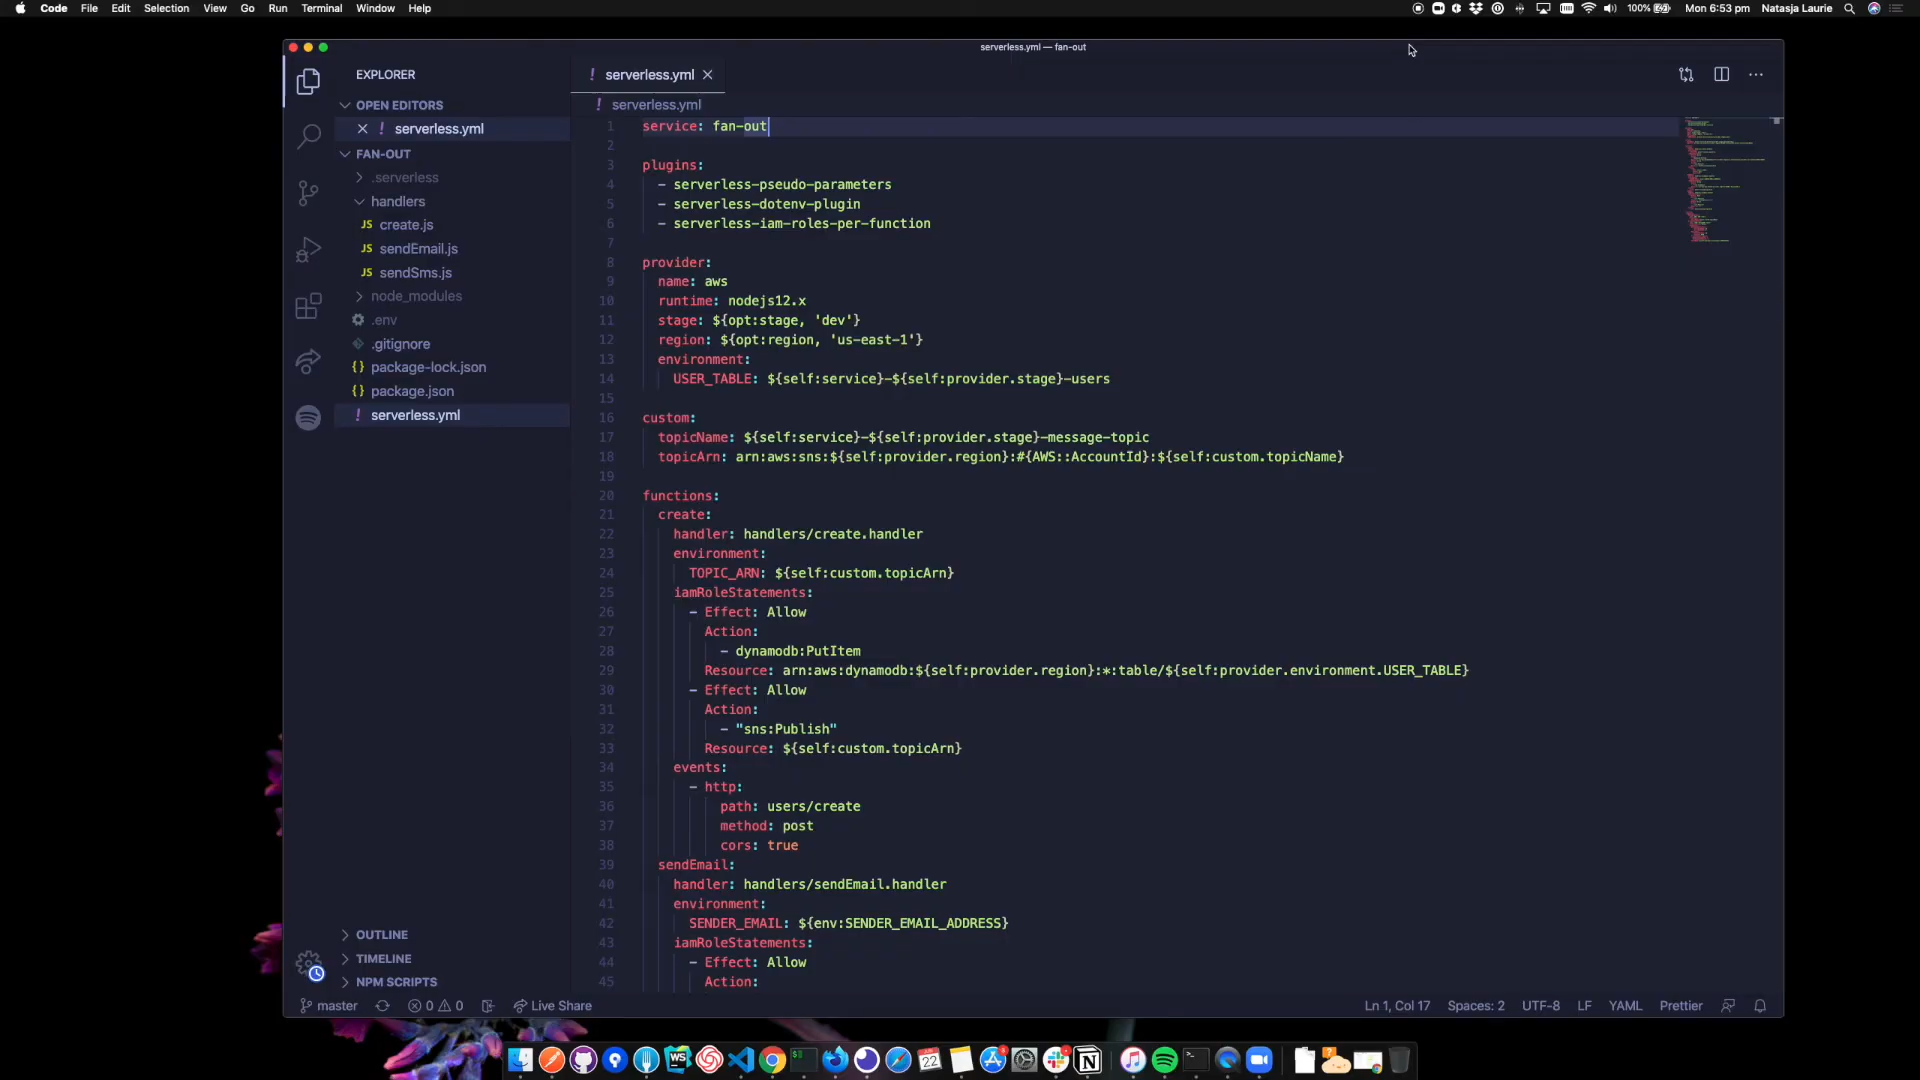 Code File Edit Selection View Go Run Terminal Window Help
100% Mon 6:53 pm Natasja Laurie
serverless.yml — fan-out
EXPLORER
OPEN EDITORS
serverless.yml
FAN-OUT
.serverless
handlers
JS create.js
JS sendEmail.js
JS sendSms.js
node_modules
.env
.gitignore
{} package-lock.json
{} package.json
! serverless.yml
OUTLINE
TIMELINE
NPM SCRIPTS
! serverless.yml
! serverless.yml
1 service: fan-out
2
3 plugins:
4 - serverless-pseudo-parameters
5 - serverless-dotenv-plugin
6 - serverless-iam-roles-per-function
7
8 provider:
9 name: aws
10 runtime: nodejs12.x
11 stage: ${opt:stage, 'dev'}
12 region: ${opt:region, 'us-east-1'}
13 environment:
14 USER_TABLE: ${self:service}-${self:provider.stage}-users
15
16 custom:
17 topicName: ${self:service}-${self:provider.stage}-message-topic
18 topicArn: arn:aws:sns:${self:provider.region}:#{AWS::AccountId}:${self:custom.topicName}
19
20 functions:
21 create:
22 handler: handlers/create.handler
23 environment:
24 TOPIC_ARN: ${self:custom.topicArn}
25 iamRoleStatements:
26 - Effect: Allow
27 Action:
28 - dynamodb:PutItem
29 Resource: arn:aws:dynamodb:${self:provider.region}:*:table/${self:provider.environment.USER_TABLE}
30 - Effect: Allow
31 Action:
32 - "sns:Publish"
33 Resource: ${self:custom.topicArn}
34 events:
35 - http:
36 path: users/create
37 method: post
38 cors: true
39 sendEmail:
40 handler: handlers/sendEmail.handler
41 environment:
42 SENDER_EMAIL: ${env:SENDER_EMAIL_ADDRESS}
43 iamRoleStatements:
44 - Effect: Allow
45 Action:
master 0 0 Live Share
Ln 1, Col 17 Spaces: 2 UTF-8 LF YAML Prettier
WS
22
N